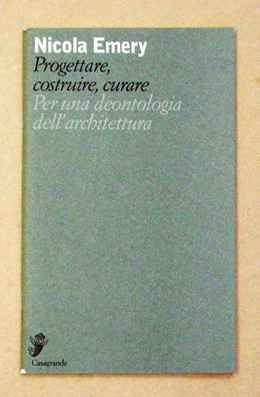 Nicola Emery
Progettare,
costruire, curare
Per una deontologia
dell'architettura
Casagrande